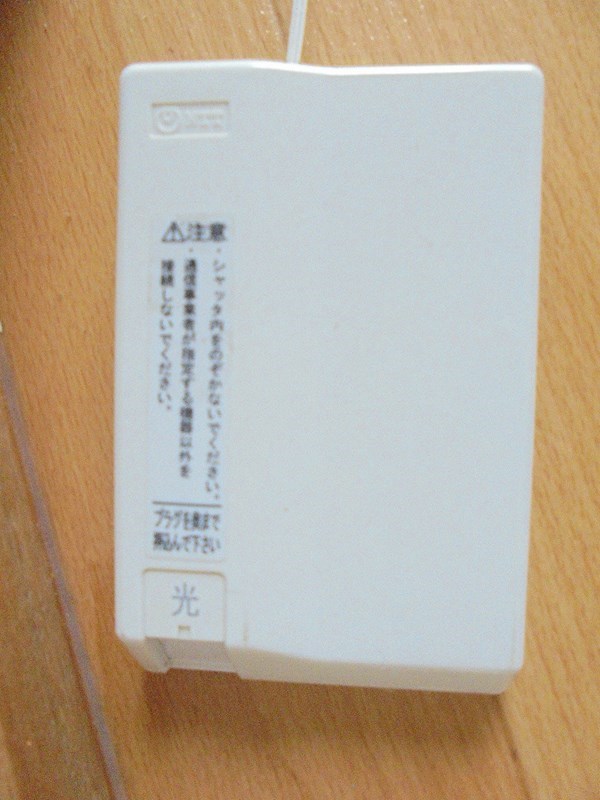 注意
・シャッタ内をのぞかないでください。
・通信事業者が指定する機器以外を
接続しないでください。
プラグを奥まで
挿込んで下さい
光